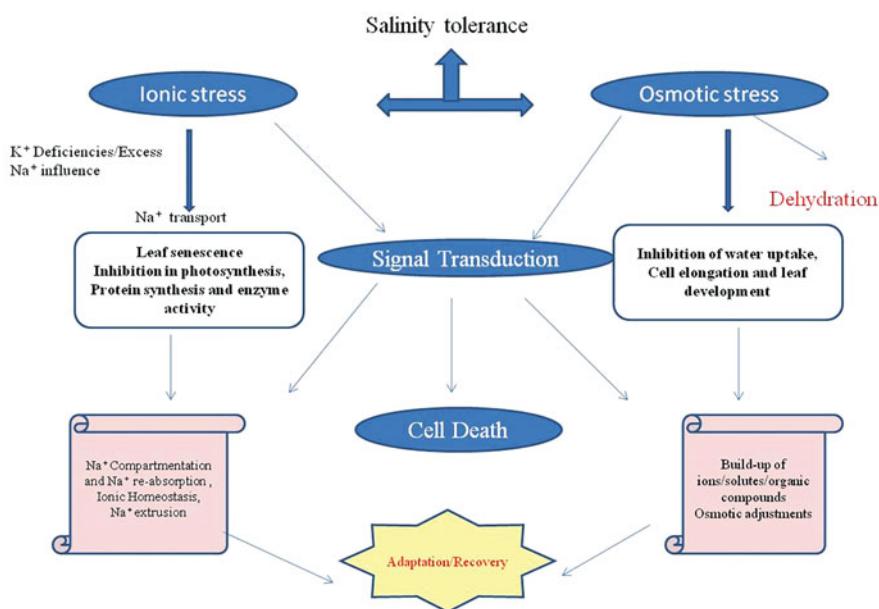 Salinity tolerance
Ionic stress
Osmotic stress
K⁺ Deficiencies/Excess
Na⁺ influence
Dehydration
Na⁺ transport
Leaf senescence
Inhibition in photosynthesis,
Protein synthesis and enzyme
activity
Signal Transduction
Inhibition of water uptake,
Cell elongation and leaf
development
Cell Death
Na⁺ Compartmentation
and Na⁺ re-absorption ,
Ionic Homeostasis,
Na⁺ extrusion
Build-up of
ions/solutes/organic
compounds
Osmotic adjustments
Adaptation/Recovery